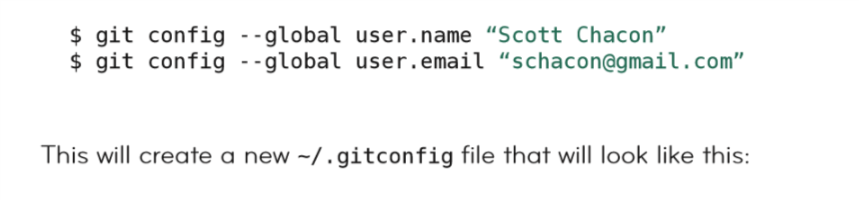 $ git config --global user.name “Scott Chacon”
$ git config --global user.email “schacon@gmail.com”
This will create a new ~/.gitconfig file that will look like this: